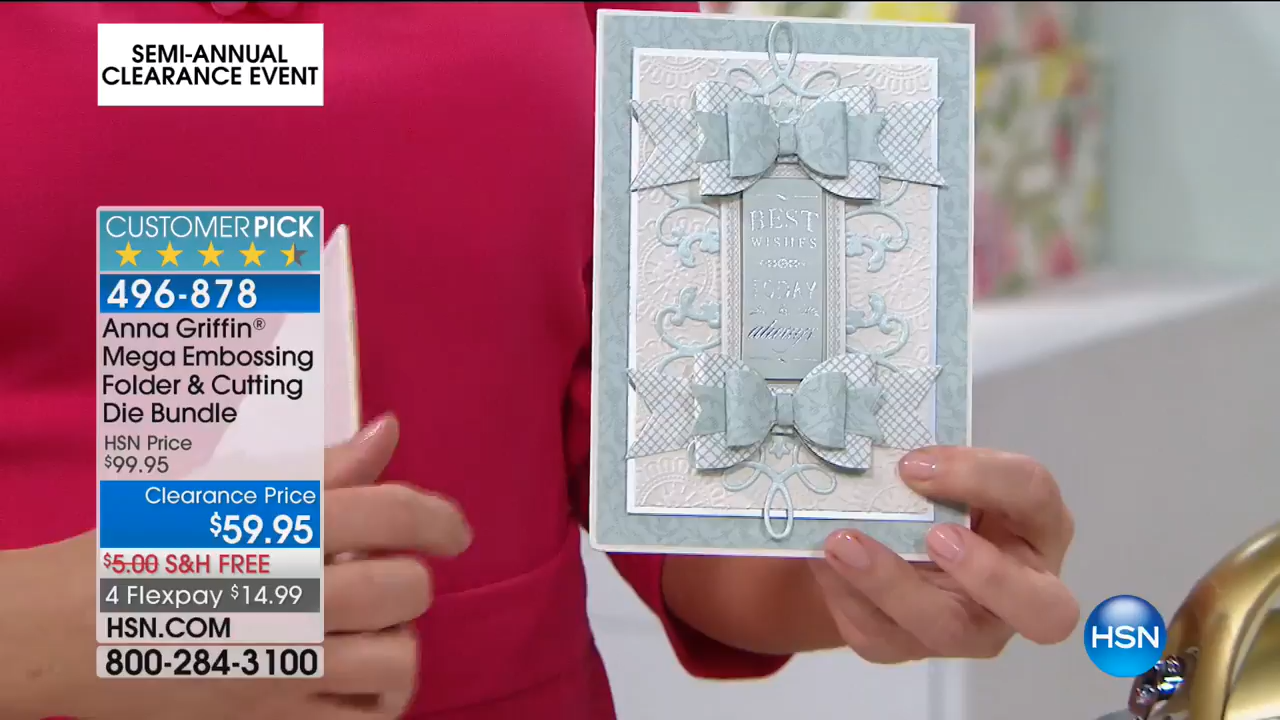 SEMI-ANNUAL
CLEARANCE EVENT
CUSTOMERPICK
496-878
Anna Griffin®
Mega Embossing
Folder & Cutting
Die Bundle
HSN Price
$99.95
Clearance Price
$59.95
$5.00 S&H FREE
4 Flexpay $14.99
HSN.COM
800-284-3100
BEST
WISHES
TODAY
always
HSN